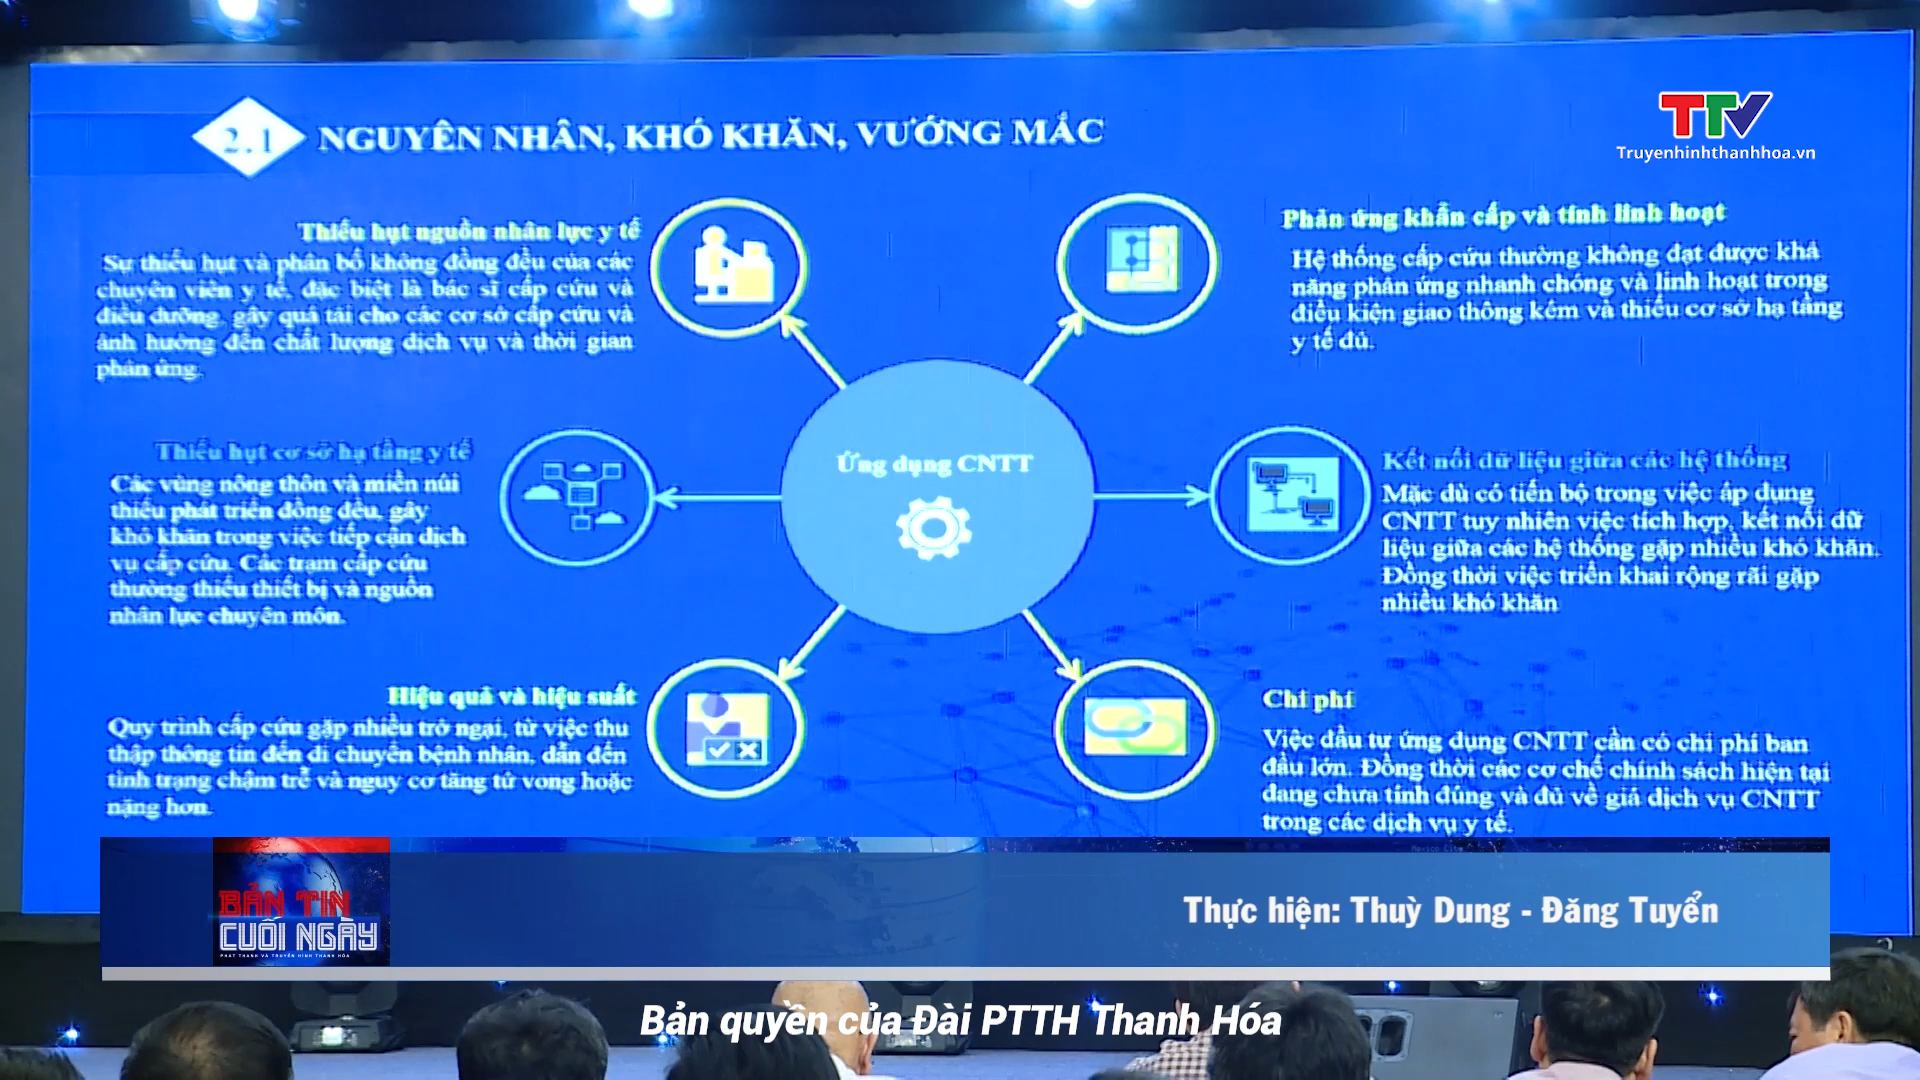 2.1
NGUYÊN NHÂN, KHÓ KHĂN, VƯỚNG MẮC
TTV
Truyenhinhthanhhoa.vn
Thiếu hụt nguồn nhân lực y tế
Sự thiếu hụt và phân bố không đồng đều của các
chuyên viên y tế, đặc biệt là bác sĩ cấp cứu và
điều dưỡng, gây quá tải cho các cơ sở cấp cứu và
ảnh hưởng đến chất lượng dịch vụ và thời gian
phản ứng.
Phản ứng khẩn cấp và tính linh hoạt
Hệ thống cấp cứu thường không đạt được khả
năng phản ứng nhanh chóng và linh hoạt trong
điều kiện giao thông kém và thiếu cơ sở hạ tầng
y tế đủ.
Thiếu hụt cơ sở hạ tầng y tế
Các vùng nông thôn và miền núi
thiếu phát triển đồng đều, gây
khó khăn trong việc tiếp cận dịch
vụ cấp cứu. Các trạm cấp cứu
thường thiếu thiết bị và nguồn
nhân lực chuyên môn.
Ứng dụng CNTT
Kết nối dữ liệu giữa các hệ thống
Mặc dù có tiến bộ trong việc áp dụng
CNTT tuy nhiên việc tích hợp, kết nối dữ
liệu giữa các hệ thống gặp nhiều khó khăn.
Đồng thời việc triển khai rộng rãi gặp
nhiều khó khăn
Hiệu quả và hiệu suất
Quy trình cấp cứu gặp nhiều trở ngại, từ việc thu
thập thông tin đến di chuyển bệnh nhân, dẫn đến
tình trạng chậm trễ và nguy cơ tăng tử vong hoặc
nặng hơn.
Chi phí
Việc đầu tư ứng dụng CNTT cần có chi phí ban
đầu lớn. Đồng thời các cơ chế chính sách hiện tại
đang chưa tính đúng và đủ về giá dịch vụ CNTT
trong các dịch vụ y tế.
BẢN TIN
CUỐI NGÀY
PHÁT THANH VÀ TRUYỀN HÌNH THANH HÓA
Thực hiện: Thuỳ Dung - Đăng Tuyển
Bản quyền của Đài PTTH Thanh Hóa